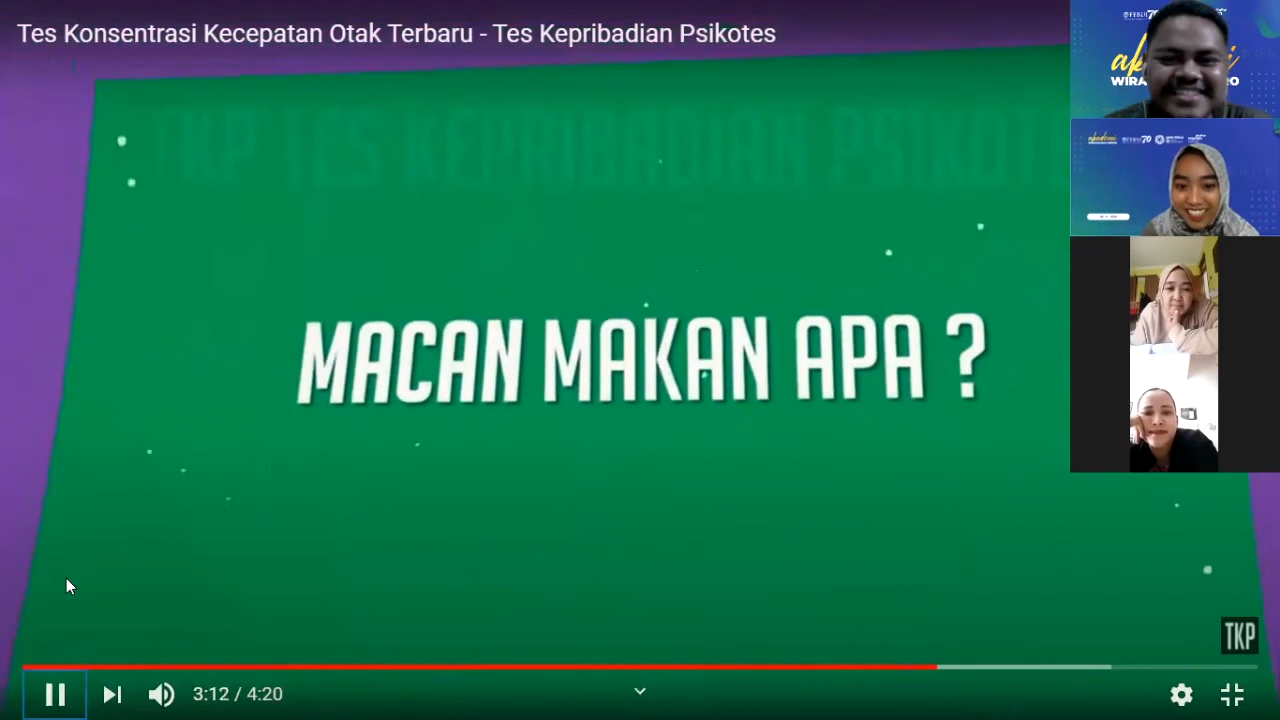 Tes Konsentrasi Kecepatan Otak Terbaru - Tes Kepribadian Psikotes
TKP TES KEPRIBADIAN PSIKOT
MACAN MAKAN APA ?
TKP
3:12 / 4:20